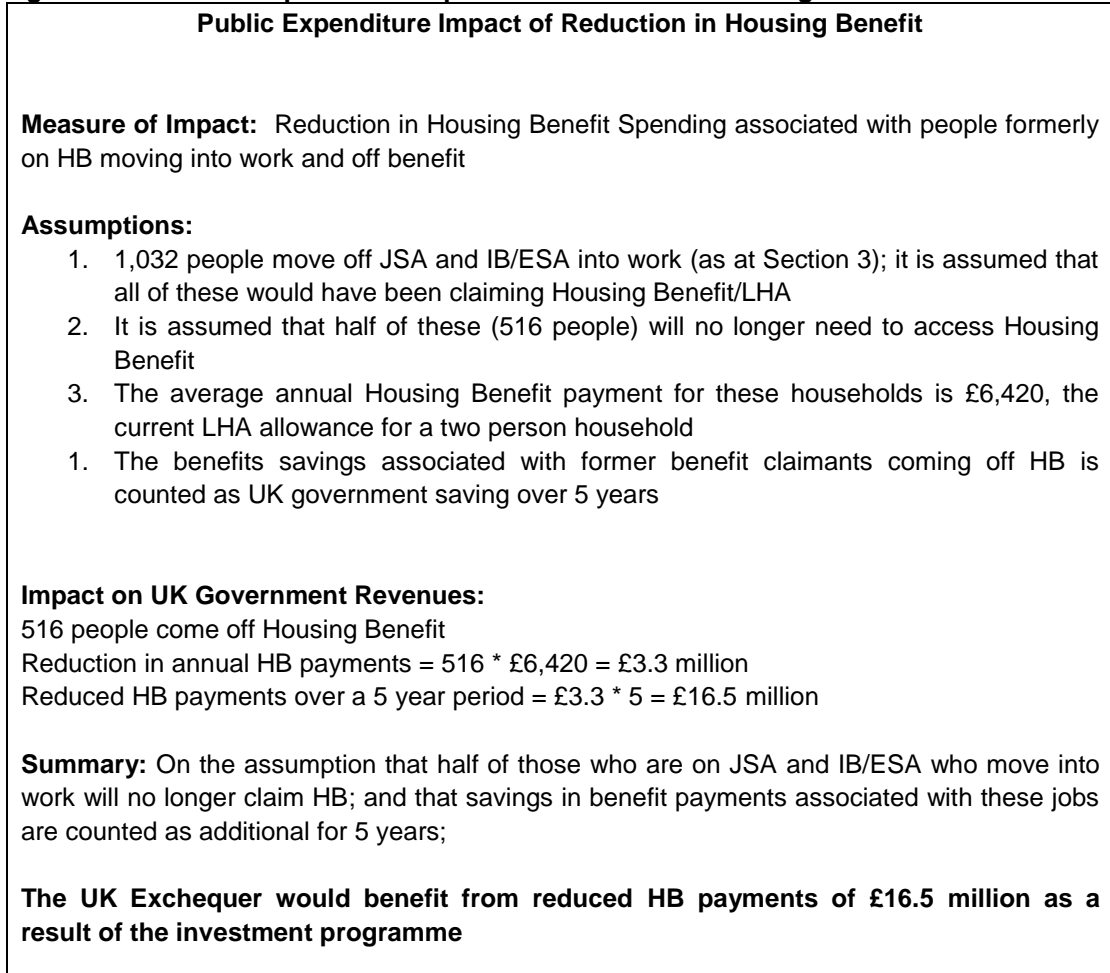 Public Expenditure Impact of Reduction in Housing Benefit
Measure of Impact: Reduction in Housing Benefit Spending associated with people formerly
on HB moving into work and off benefit
Assumptions:
1. 1,032 people move off JSA and IB/ESA into work (as at Section 3); it is assumed that
all of these would have been claiming Housing Benefit/LHA
2. It is assumed that half of these (516 people) will no longer need to access Housing
Benefit
3. The average annual Housing Benefit payment for these households is £6,420, the
current LHA allowance for a two person household
1. The benefits savings associated with former benefit claimants coming off HB is
counted as UK government saving over 5 years
Impact on UK Government Revenues:
516 people come off Housing Benefit
Reduction in annual HB payments = 516 * £6,420 = £3.3 million
Reduced HB payments over a 5 year period = £3.3 * 5 = £16.5 million
Summary: On the assumption that half of those who are on JSA and IB/ESA who move into
work will no longer claim HB; and that savings in benefit payments associated with these jobs
are counted as additional for 5 years;
The UK Exchequer would benefit from reduced HB payments of £16.5 million as a
result of the investment programme